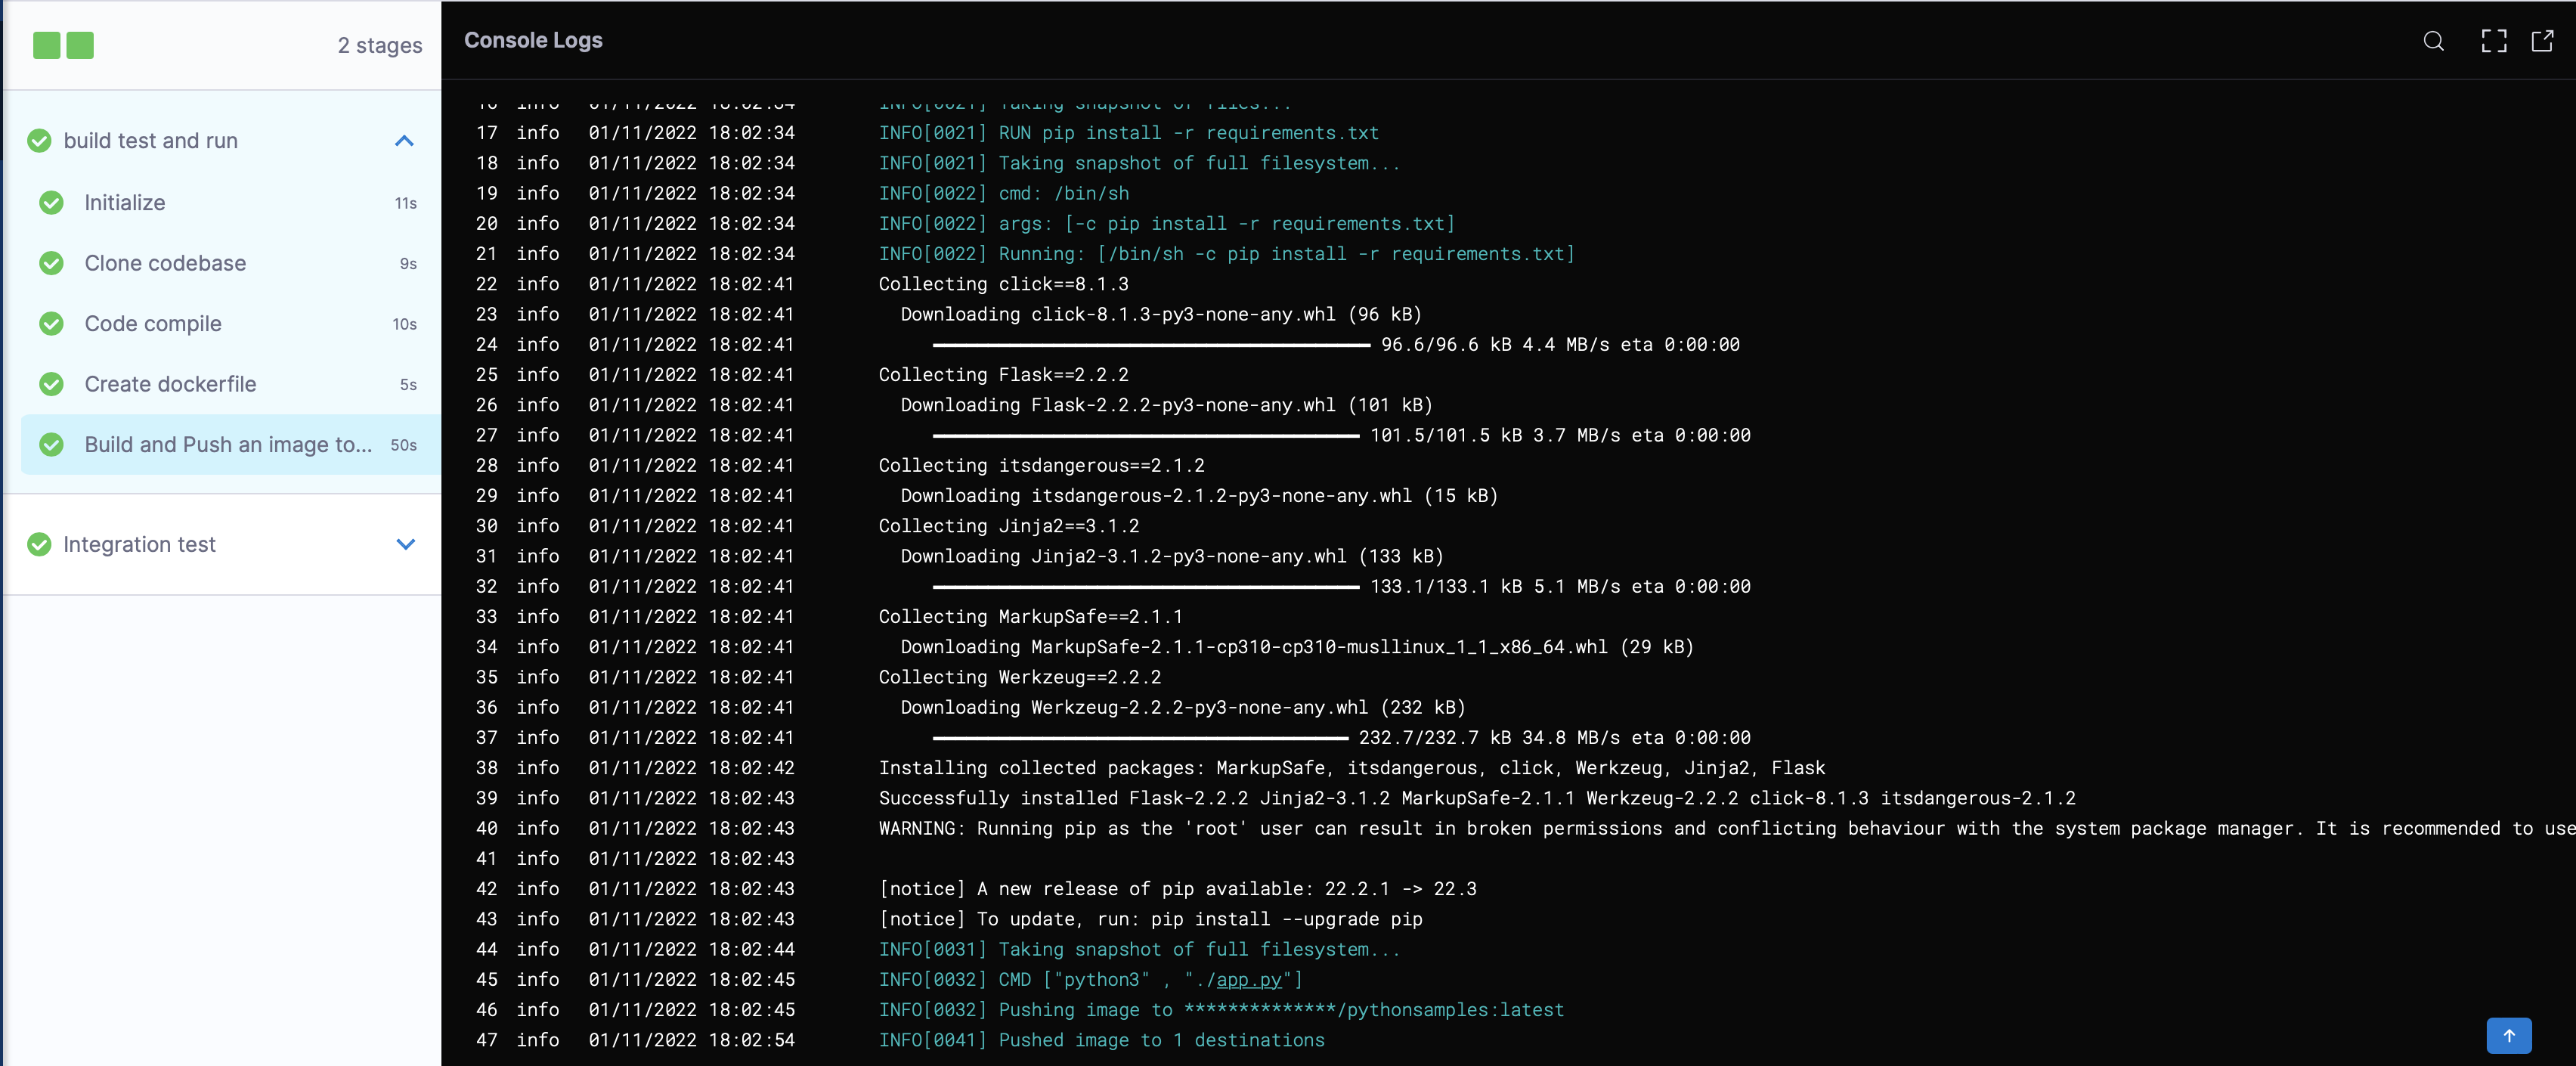 2 stages
build test and run
Initialize 11s
Clone codebase 9s
Code compile 10s
Create dockerfile 5s
Build and Push an image to... 50s
Integration test
Console Logs
16 info 01/11/2022 18:02:34 INFO[0021] Taking snapshot of files...
17 info 01/11/2022 18:02:34 INFO[0021] RUN pip install -r requirements.txt
18 info 01/11/2022 18:02:34 INFO[0021] Taking snapshot of full filesystem...
19 info 01/11/2022 18:02:34 INFO[0022] cmd: /bin/sh
20 info 01/11/2022 18:02:34 INFO[0022] args: [-c pip install -r requirements.txt]
21 info 01/11/2022 18:02:34 INFO[0022] Running: [/bin/sh -c pip install -r requirements.txt]
22 info 01/11/2022 18:02:41 Collecting click==8.1.3
23 info 01/11/2022 18:02:41 Downloading click-8.1.3-py3-none-any.whl (96 kB)
24 info 01/11/2022 18:02:41 96.6/96.6 kB 4.4 MB/s eta 0:00:00
25 info 01/11/2022 18:02:41 Collecting Flask==2.2.2
26 info 01/11/2022 18:02:41 Downloading Flask-2.2.2-py3-none-any.whl (101 kB)
27 info 01/11/2022 18:02:41 101.5/101.5 kB 3.7 MB/s eta 0:00:00
28 info 01/11/2022 18:02:41 Collecting itsdangerous==2.1.2
29 info 01/11/2022 18:02:41 Downloading itsdangerous-2.1.2-py3-none-any.whl (15 kB)
30 info 01/11/2022 18:02:41 Collecting Jinja2==3.1.2
31 info 01/11/2022 18:02:41 Downloading Jinja2-3.1.2-py3-none-any.whl (133 kB)
32 info 01/11/2022 18:02:41 133.1/133.1 kB 5.1 MB/s eta 0:00:00
33 info 01/11/2022 18:02:41 Collecting MarkupSafe==2.1.1
34 info 01/11/2022 18:02:41 Downloading MarkupSafe-2.1.1-cp310-cp310-musllinux_1_1_x86_64.whl (29 kB)
35 info 01/11/2022 18:02:41 Collecting Werkzeug==2.2.2
36 info 01/11/2022 18:02:41 Downloading Werkzeug-2.2.2-py3-none-any.whl (232 kB)
37 info 01/11/2022 18:02:41 232.7/232.7 kB 34.8 MB/s eta 0:00:00
38 info 01/11/2022 18:02:42 Installing collected packages: MarkupSafe, itsdangerous, click, Werkzeug, Jinja2, Flask
39 info 01/11/2022 18:02:43 Successfully installed Flask-2.2.2 Jinja2-3.1.2 MarkupSafe-2.1.1 Werkzeug-2.2.2 click-8.1.3 itsdangerous-2.1.2
40 info 01/11/2022 18:02:43 WARNING: Running pip as the 'root' user can result in broken permissions and conflicting behaviour with the system package manager. It is recommended to use
41 info 01/11/2022 18:02:43
42 info 01/11/2022 18:02:43 [notice] A new release of pip available: 22.2.1 -> 22.3
43 info 01/11/2022 18:02:43 [notice] To update, run: pip install --upgrade pip
44 info 01/11/2022 18:02:44 INFO[0031] Taking snapshot of full filesystem...
45 info 01/11/2022 18:02:45 INFO[0032] CMD ["python3" , "./app.py"]
46 info 01/11/2022 18:02:45 INFO[0032] Pushing image to **************/pythonsamples:latest
47 info 01/11/2022 18:02:54 INFO[0041] Pushed image to 1 destinations